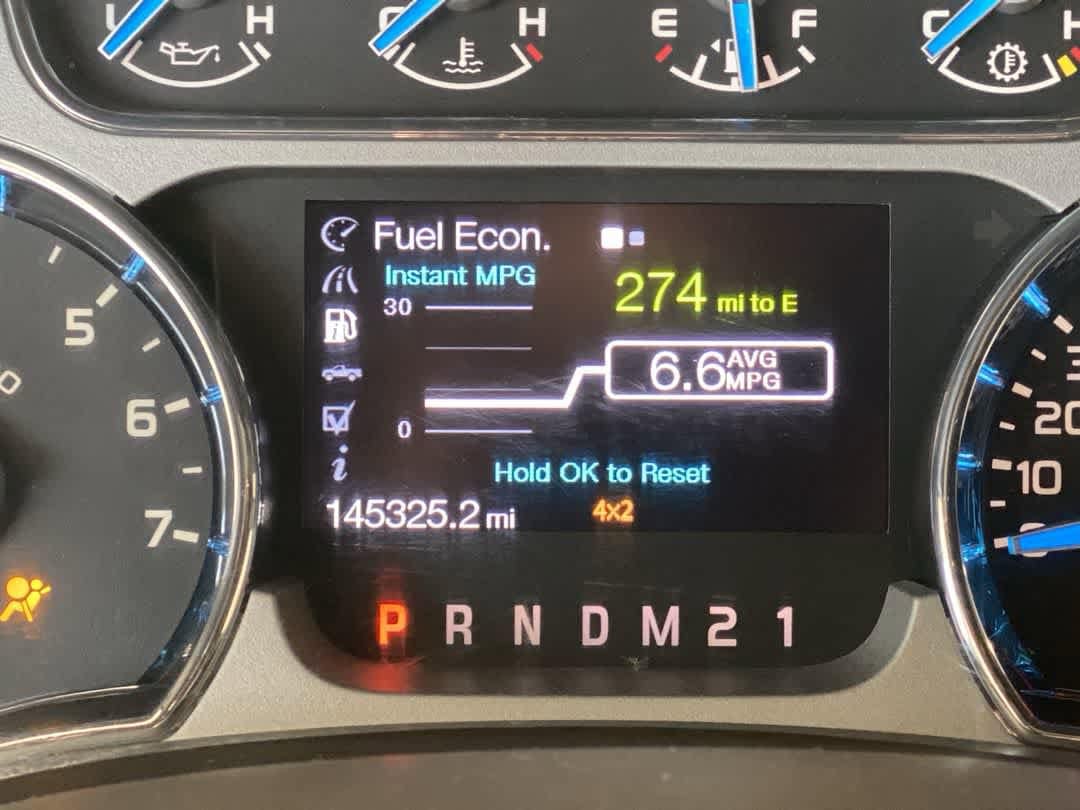 L H C H E F C H
Fuel Econ.
Instant MPG
30
274 mi to E
6.6 AVG MPG
0
Hold OK to Reset
145325.2 mi 4x2
P R N D M 2 1
5
6
7
20
10
0